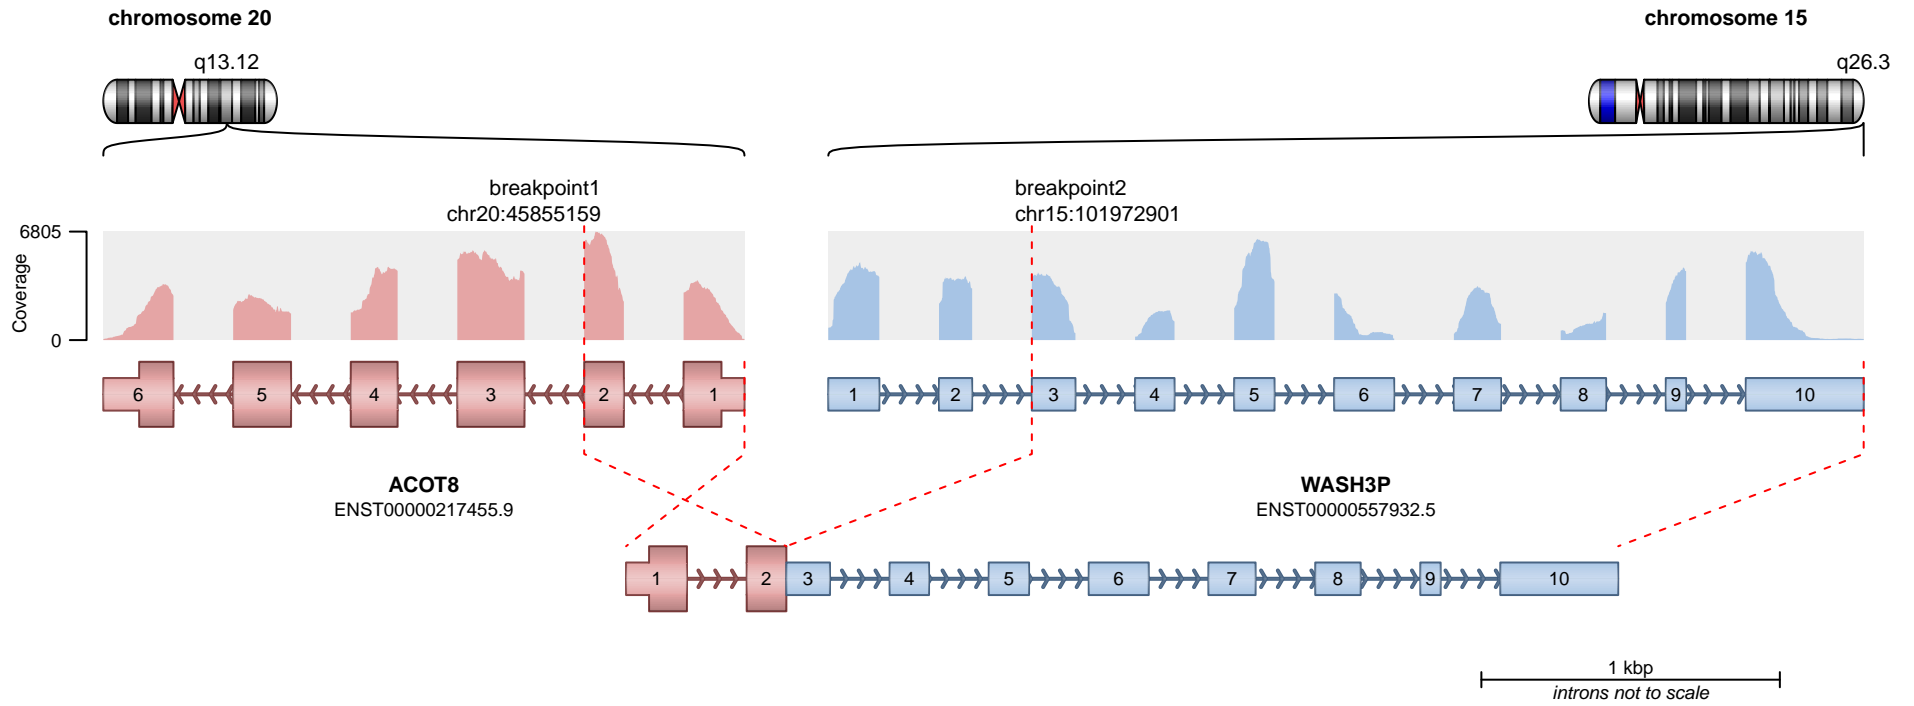 chromosome 20
chromosome 15
q13.12
q26.3
breakpoint1
chr20:45855159
breakpoint2
chr15:101972901
6805
Coverage
0
6 5 4 3 2 1
1 2 3 4 5 6 7 8 9 10
ACOT8
ENST00000217455.9
WASH3P
ENST00000557932.5
1 2 3 4 5 6 7 8 9 10
1 kbp
introns not to scale